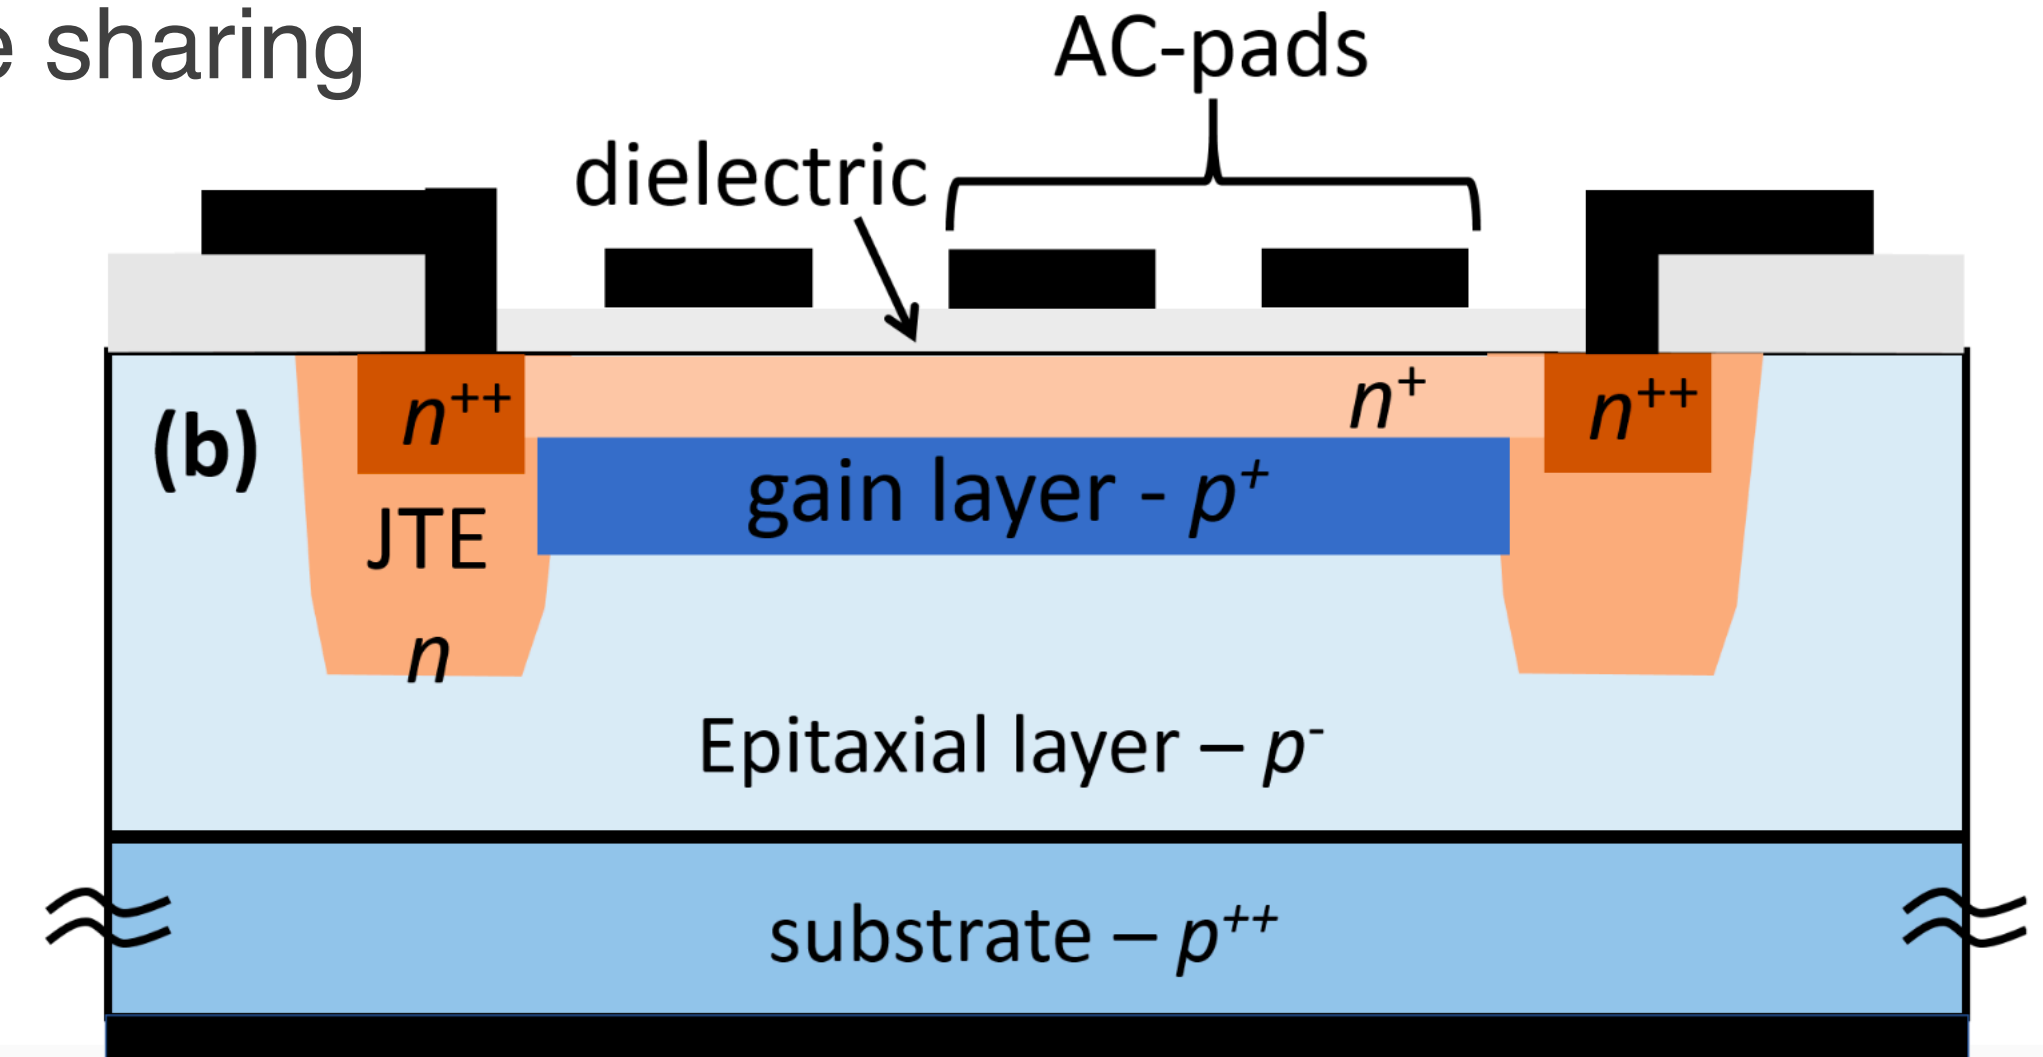 e sharing
AC-pads
dielectric
n++ n+ n++
(b)
gain layer - p+
JTE
n
Epitaxial layer – p-
substrate – p++